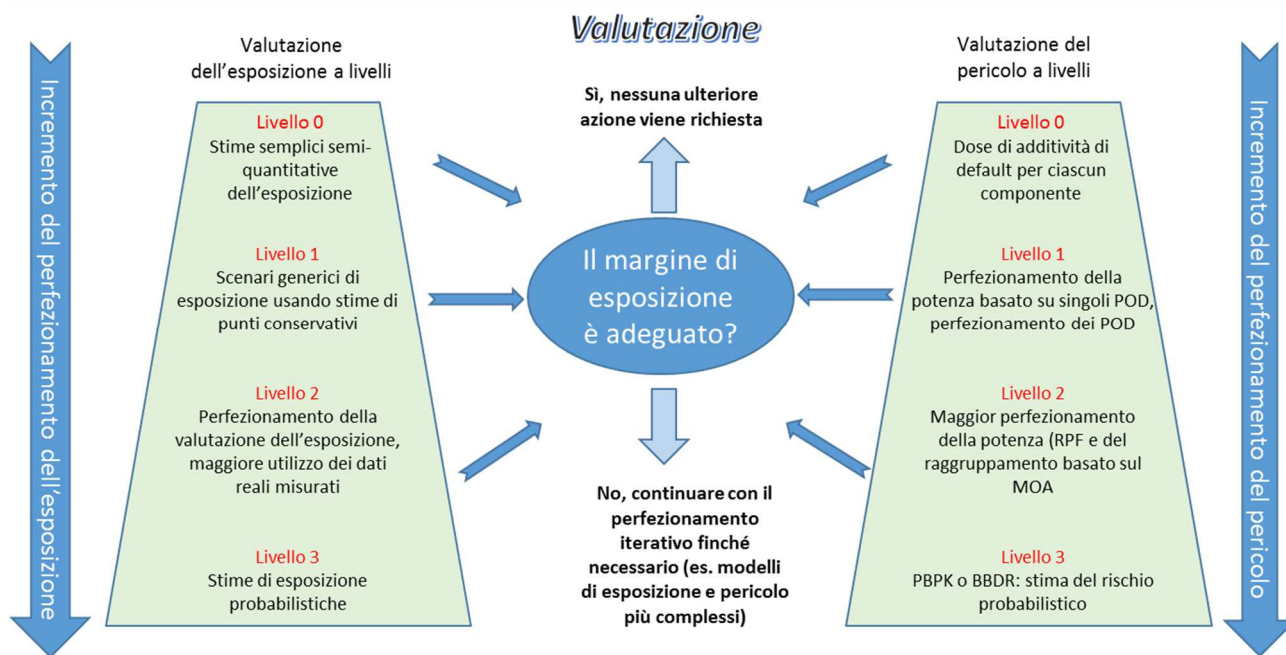 Valutazione
Incremento del perfezionamento dell'esposizione
Valutazione
dell'esposizione a livelli
Livello 0
Stime semplici semi-
quantitative
dell'esposizione
Livello 1
Scenari generici di
esposizione usando stime di
punti conservativi
Livello 2
Perfezionamento della
valutazione dell'esposizione,
maggiore utilizzo dei dati
reali misurati
Livello 3
Stime di esposizione
probabilistiche
Sì, nessuna ulteriore
azione viene richiesta
Il margine di
esposizione
è adeguato?
No, continuare con il
perfezionamento
iterativo finché
necessario (es. modelli
di esposizione e pericolo
più complessi)
Valutazione del
pericolo a livelli
Livello 0
Dose di additività di
default per ciascun
componente
Livello 1
Perfezionamento della
potenza basato su singoli POD,
perfezionamento dei POD
Livello 2
Maggior perfezionamento
della potenza (RPF e del
raggruppamento basato sul
MOA
Livello 3
PBPK o BBDR: stima del rischio
probabilistico
Incremento del perfezionamento del pericolo